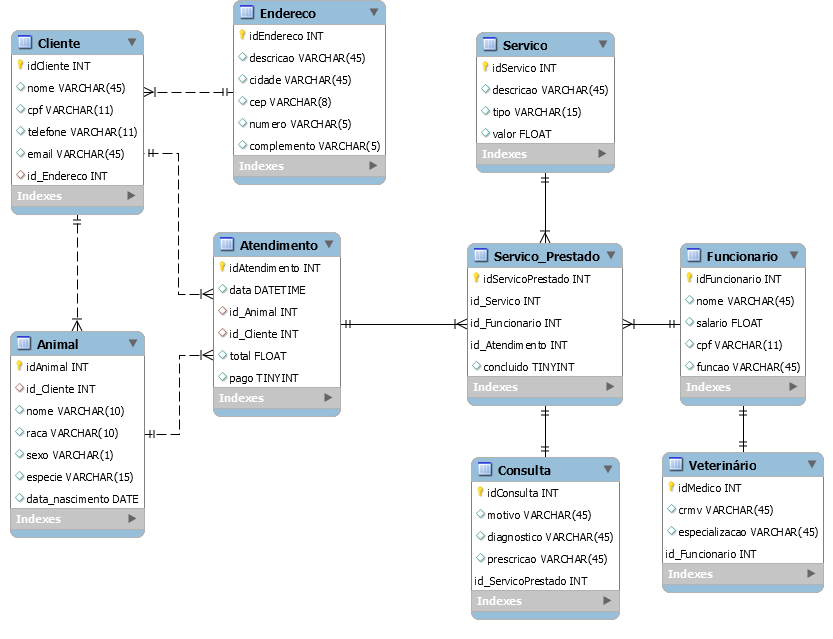 Cliente
idCliente INT
nome VARCHAR(45)
cpf VARCHAR(11)
telefone VARCHAR(11)
email VARCHAR(45)
id_Endereco INT
Indexes
Endereco
idEndereco INT
descricao VARCHAR(45)
cidade VARCHAR(45)
cep VARCHAR(8)
numero VARCHAR(5)
complemento VARCHAR(5)
Indexes
Servico
idServico INT
descricao VARCHAR(45)
tipo VARCHAR(15)
valor FLOAT
Indexes
Atendimento
idAtendimento INT
data DATETIME
id_Animal INT
id_Cliente INT
total FLOAT
pago TINYINT
Indexes
Servico_Prestado
idServicoPrestado INT
id_Servico INT
id_Funcionario INT
id_Atendimento INT
concluido TINYINT
Indexes
Funcionario
idFuncionario INT
nome VARCHAR(45)
salario FLOAT
cpf VARCHAR(11)
funcao VARCHAR(45)
Indexes
Animal
idAnimal INT
id_Cliente INT
nome VARCHAR(10)
raca VARCHAR(10)
sexo VARCHAR(1)
especie VARCHAR(15)
data_nascimento DATE
Indexes
Consulta
idConsulta INT
motivo VARCHAR(45)
diagnostico VARCHAR(45)
prescricao VARCHAR(45)
id_ServicoPrestado INT
Indexes
Veterinário
idMedico INT
crmv VARCHAR(45)
especializacao VARCHAR(45)
id_Funcionario INT
Indexes